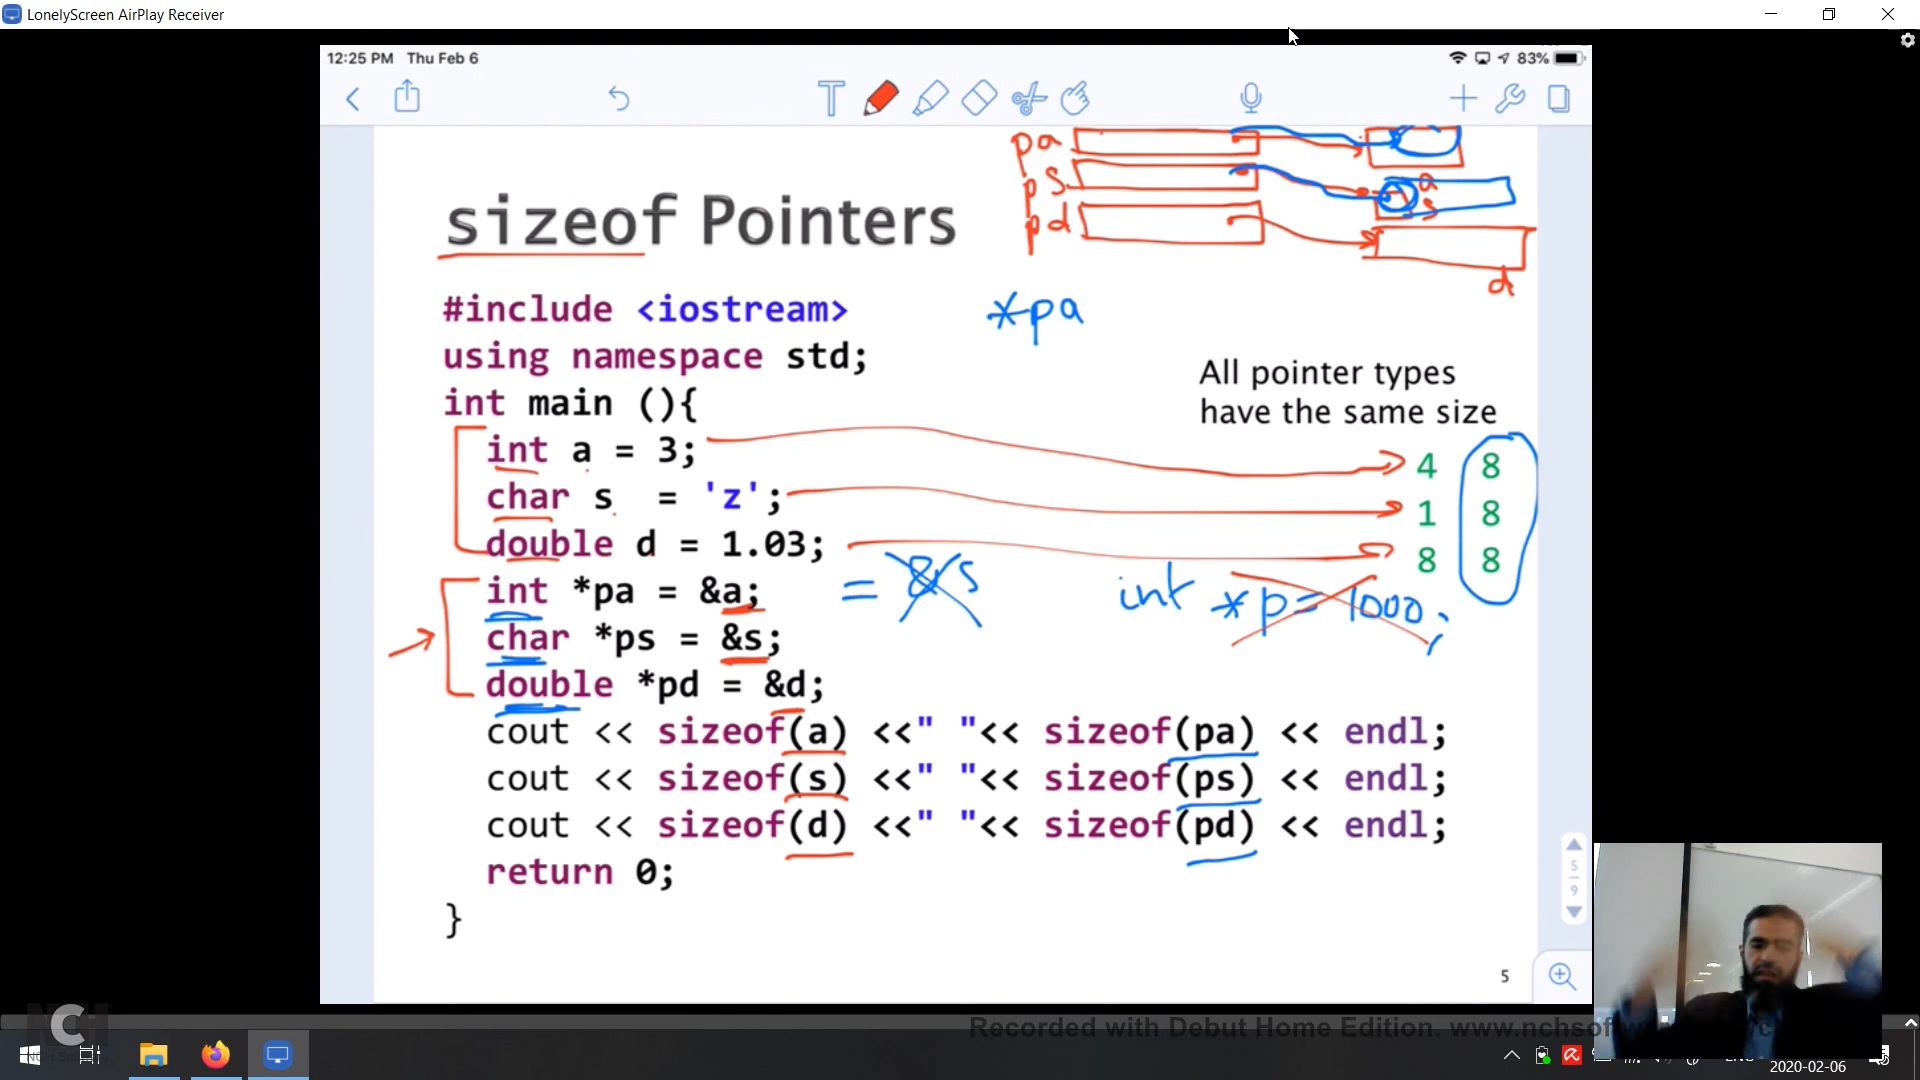 LonelyScreen AirPlay Receiver
12:25 PM Thu Feb 6
83%
T
pa
ps
a
s
pd
d
sizeof Pointers
#include <iostream>
*pa
using namespace std;
All pointer types
have the same size
int main (){
int a = 3;
4 8
char s = 'z';
1 8
double d = 1.03;
8 8
int *pa = &a;
= &s
int *p = 1000;
char *ps = &s;
double *pd = &d;
cout << sizeof(a) <<" "<< sizeof(pa) << endl;
cout << sizeof(s) <<" "<< sizeof(ps) << endl;
cout << sizeof(d) <<" "<< sizeof(pd) << endl;
return 0;
}
5
9
5
Recorded with Debut Home Edition. www.nchsoftw
2020-02-06